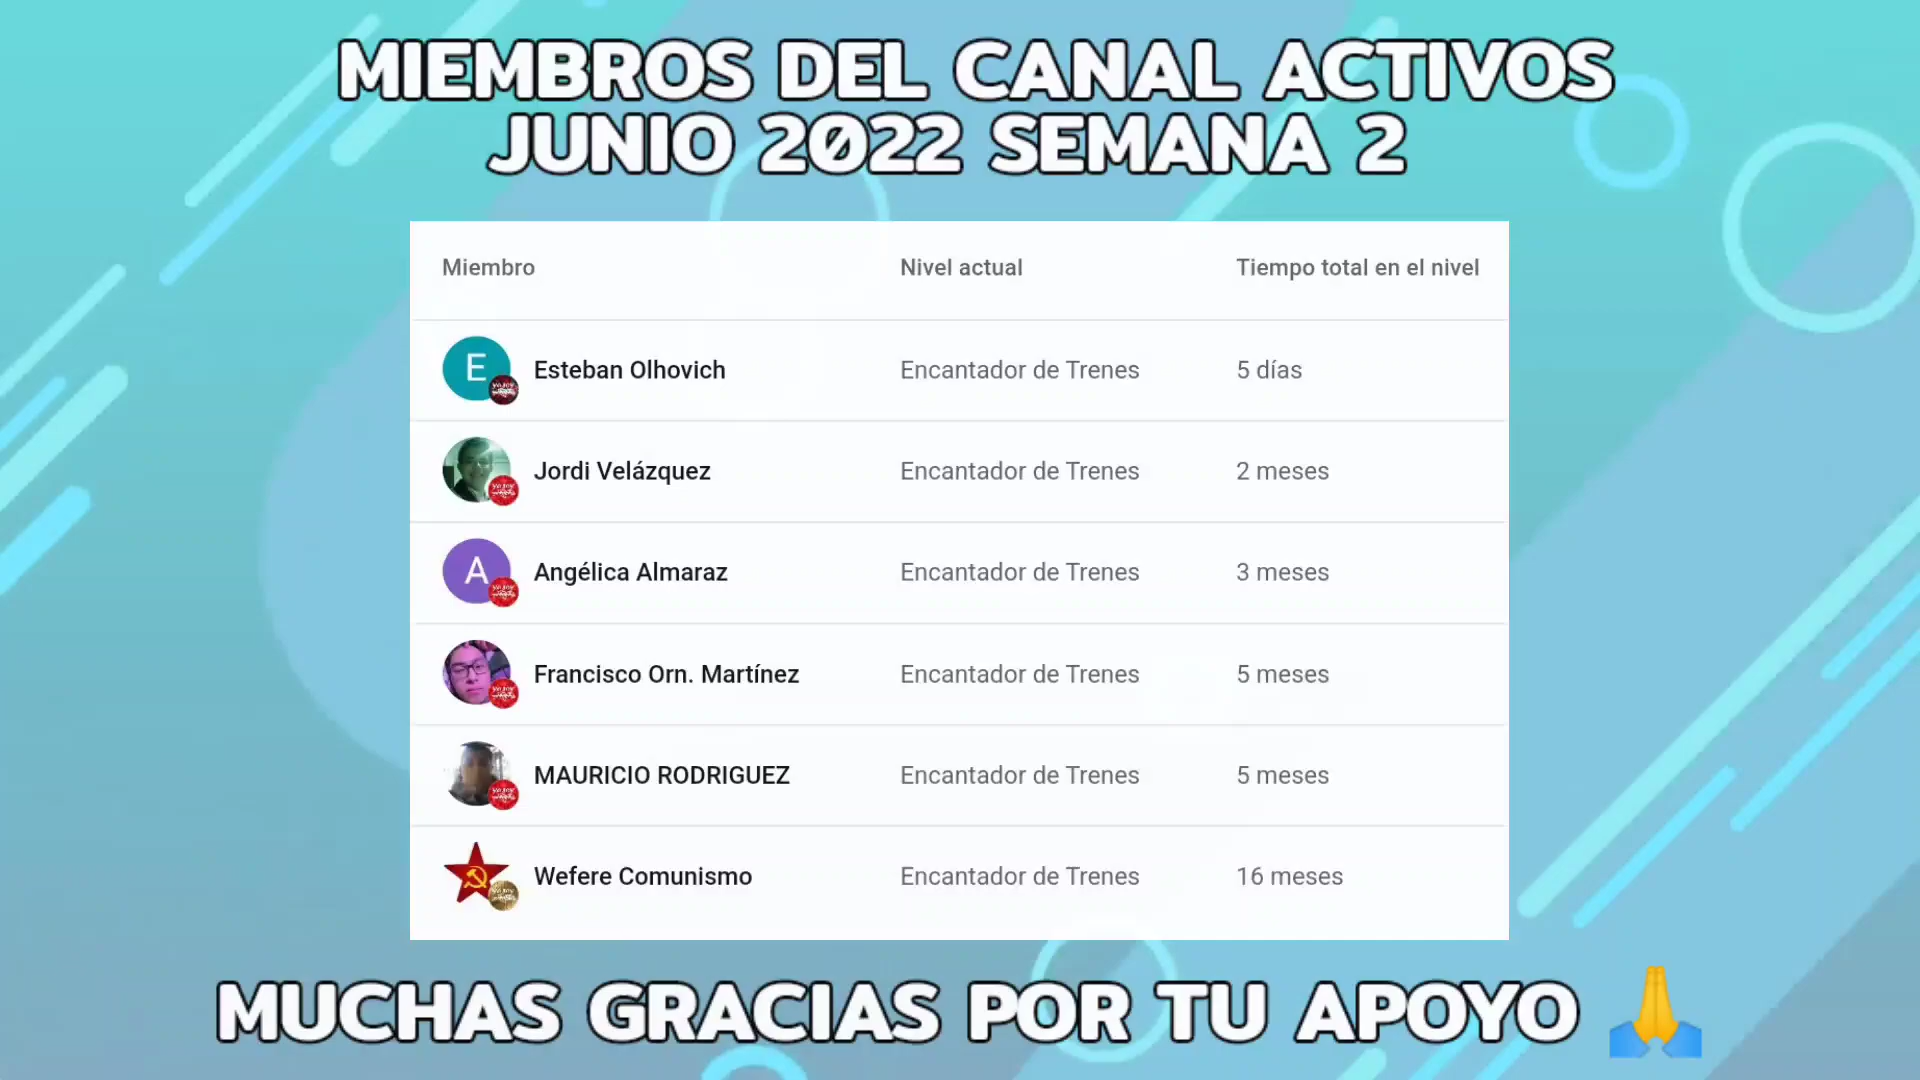 MIEMBROS DEL CANAL ACTIVOS
JUNIO 2022 SEMANA 2
Miembro Nivel actual Tiempo total en el nivel
E Esteban Olhovich Encantador de Trenes 5 días
Jordi Velázquez Encantador de Trenes 2 meses
A Angélica Almaraz Encantador de Trenes 3 meses
Francisco Orn. Martínez Encantador de Trenes 5 meses
MAURICIO RODRIGUEZ Encantador de Trenes 5 meses
Wefere Comunismo Encantador de Trenes 16 meses
MUCHAS GRACIAS POR TU APOYO 🙏